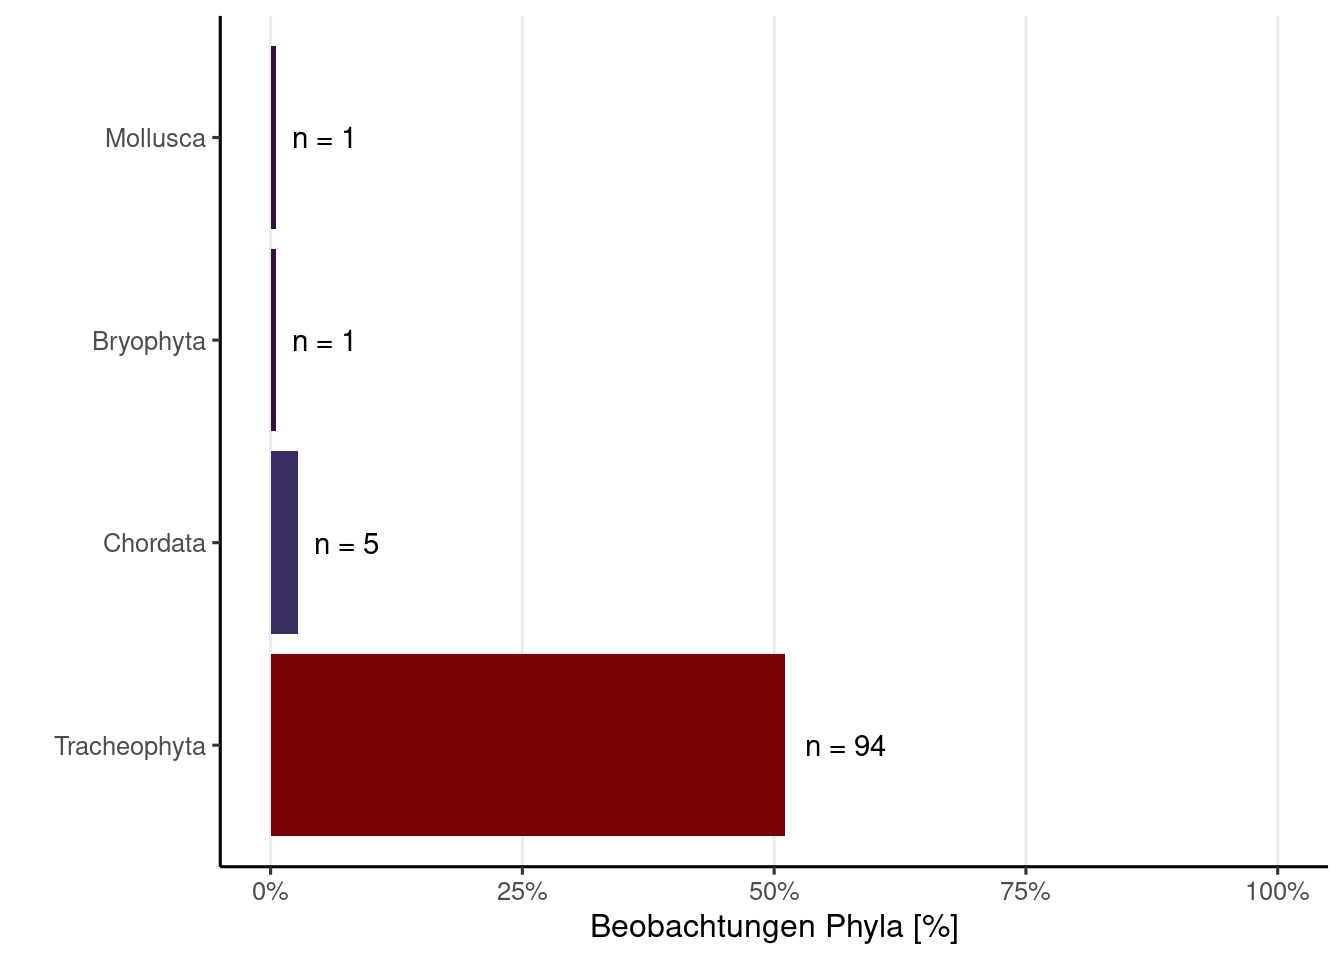 Mollusca
n = 1
Bryophyta
n = 1
Chordata
n = 5
Tracheophyta
n = 94
0% 25% 50% 75% 100%
Beobachtungen Phyla [%]